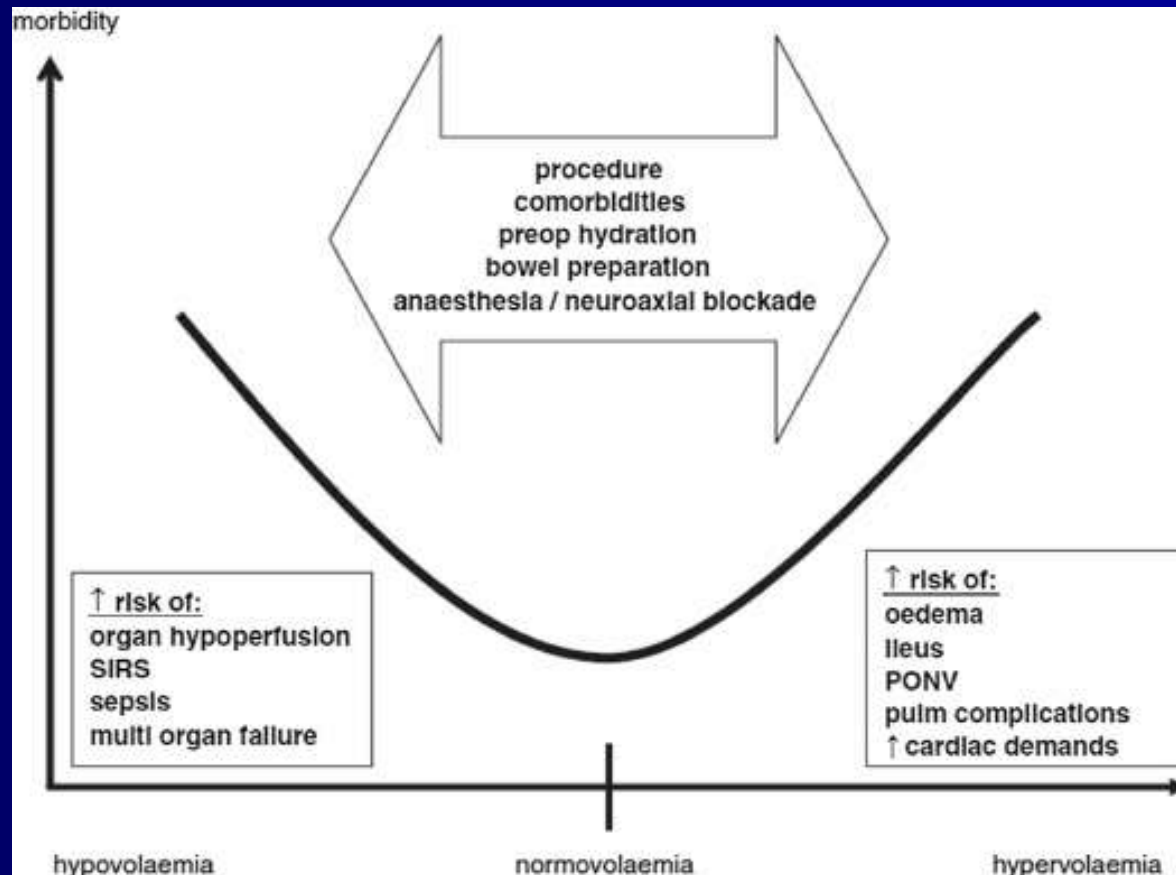 morbidity
procedure
comorbidities
preop hydration
bowel preparation
anaesthesia / neuroaxial blockade
↑ risk of:
organ hypoperfusion
SIRS
sepsis
multi organ failure
↑ risk of:
oedema
ileus
PONV
pulm complications
↑ cardiac demands
hypovolaemia
normovolaemia
hypervolaemia